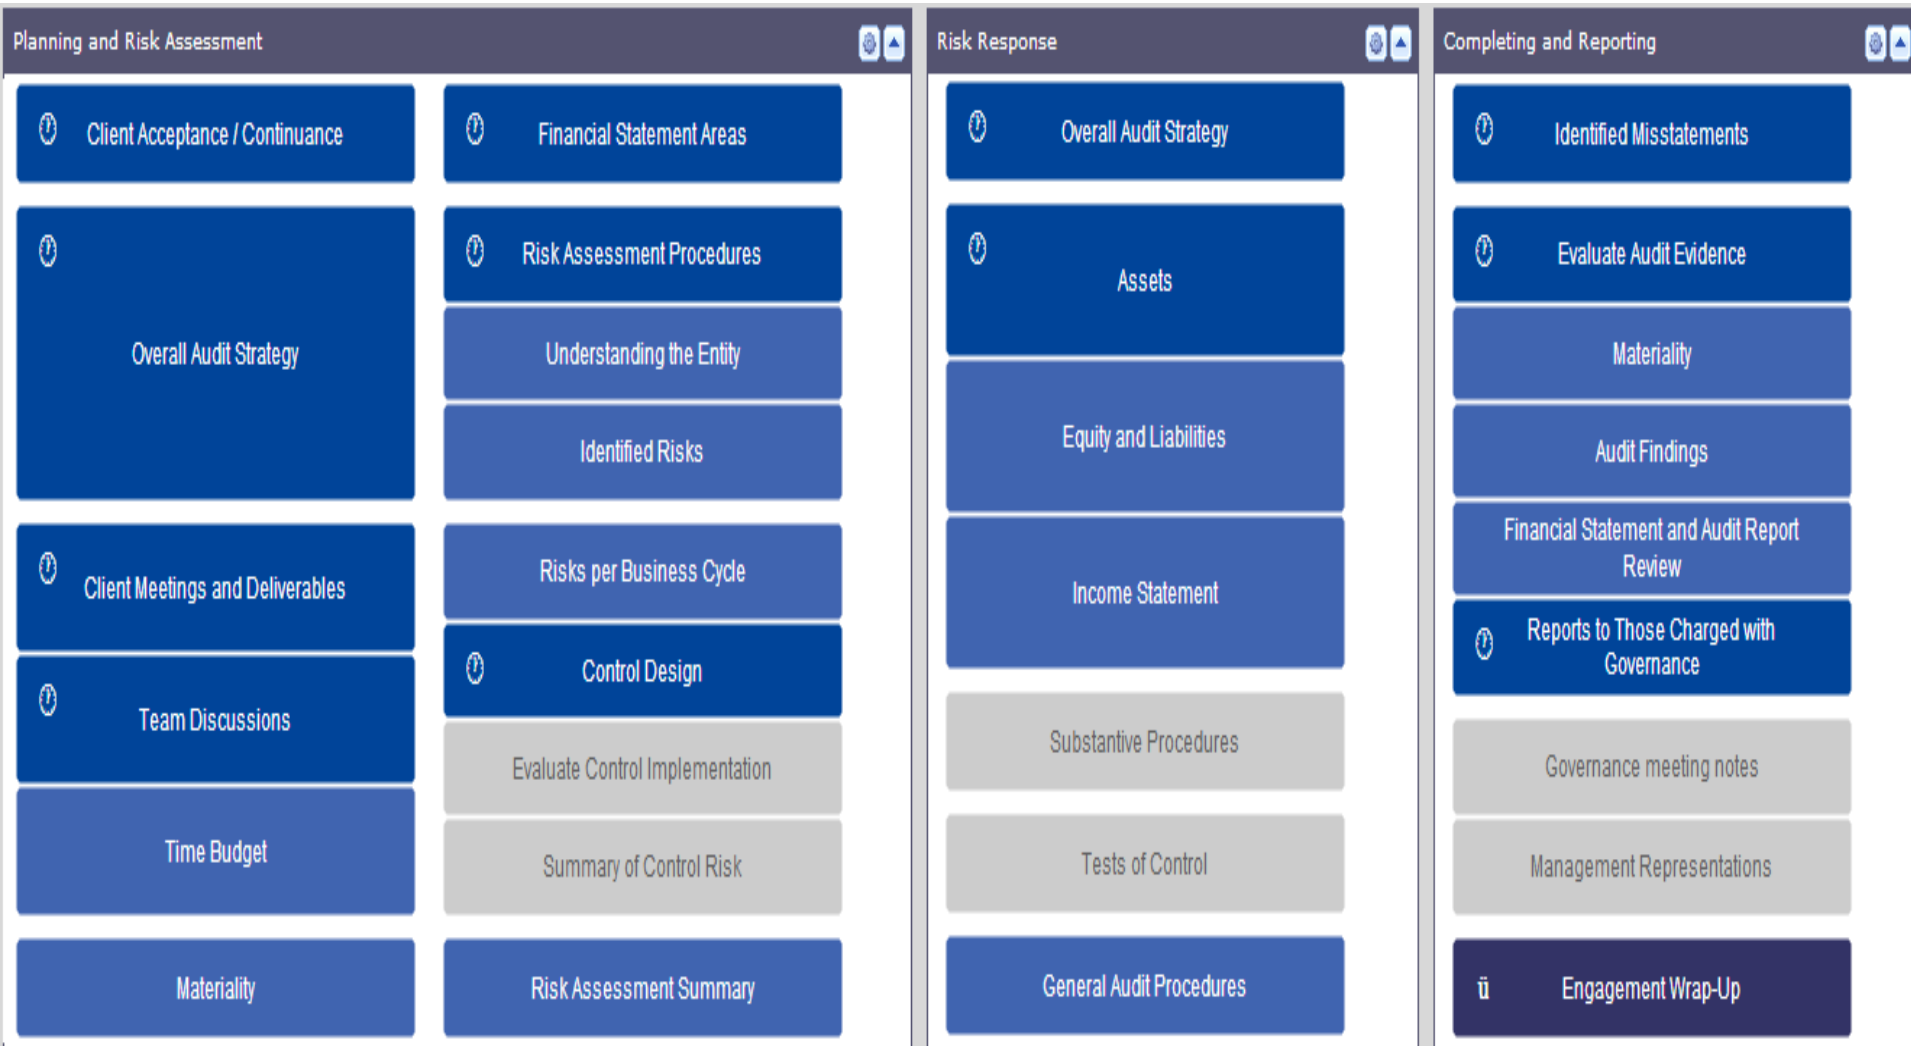 Planning and Risk Assessment
Client Acceptance / Continuance
Overall Audit Strategy
Client Meetings and Deliverables
Team Discussions
Time Budget
Materiality
Financial Statement Areas
Risk Assessment Procedures
Understanding the Entity
Identified Risks
Risks per Business Cycle
Control Design
Evaluate Control Implementation
Summary of Control Risk
Risk Assessment Summary
Risk Response
Overall Audit Strategy
Assets
Equity and Liabilities
Income Statement
Substantive Procedures
Tests of Control
General Audit Procedures
Completing and Reporting
Identified Misstatements
Evaluate Audit Evidence
Materiality
Audit Findings
Financial Statement and Audit Report
Review
Reports to Those Charged with
Governance
Governance meeting notes
Management Representations
ü Engagement Wrap-Up